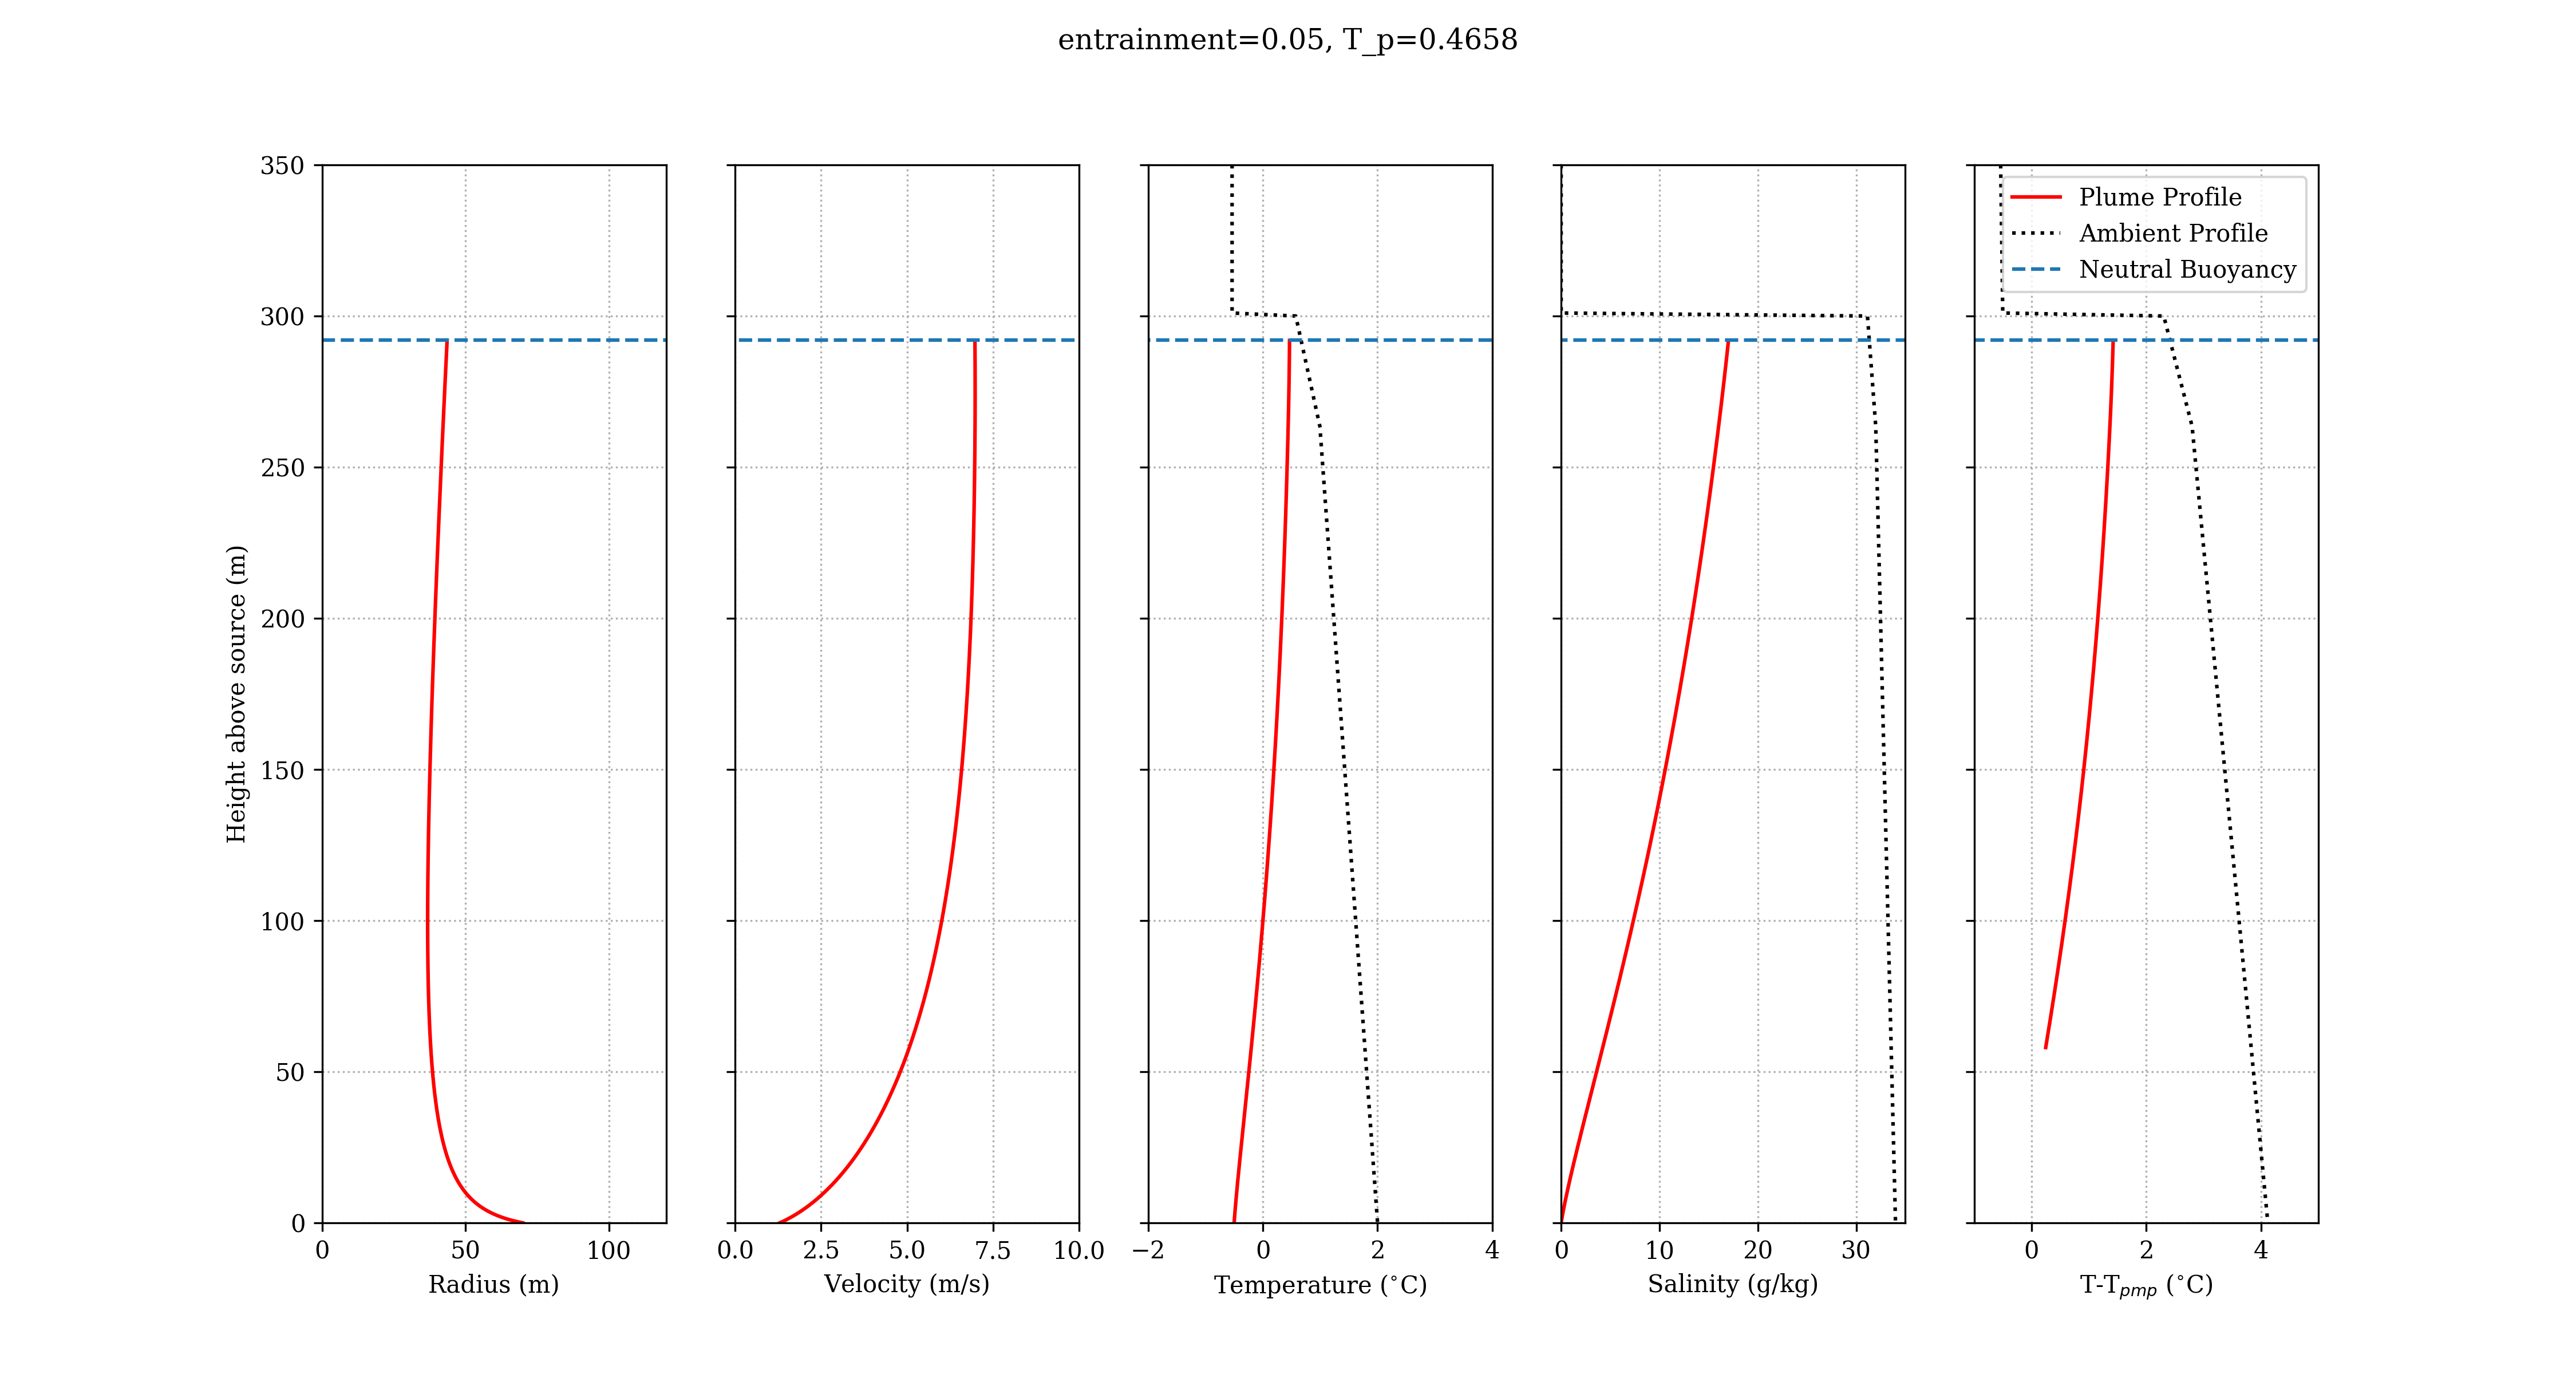 entrainment=0.05, T_p=0.4658
Height above source (m)
350
300
250
200
150
100
50
0
0 50 100
Radius (m)
0.0 2.5 5.0 7.5 10.0
Velocity (m/s)
−2 0 2 4
Temperature (°C)
0 10 20 30
Salinity (g/kg)
Plume Profile
Ambient Profile
Neutral Buoyancy
0 2 4
T-Tpmp (°C)